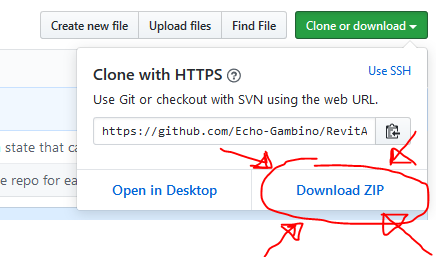 Create new file Upload files Find File Clone or download
Clone with HTTPS ? Use SSH
Use Git or checkout with SVN using the web URL.
https://github.com/Echo-Gambino/RevitA
state that ca
e repo for ea
Open in Desktop Download ZIP